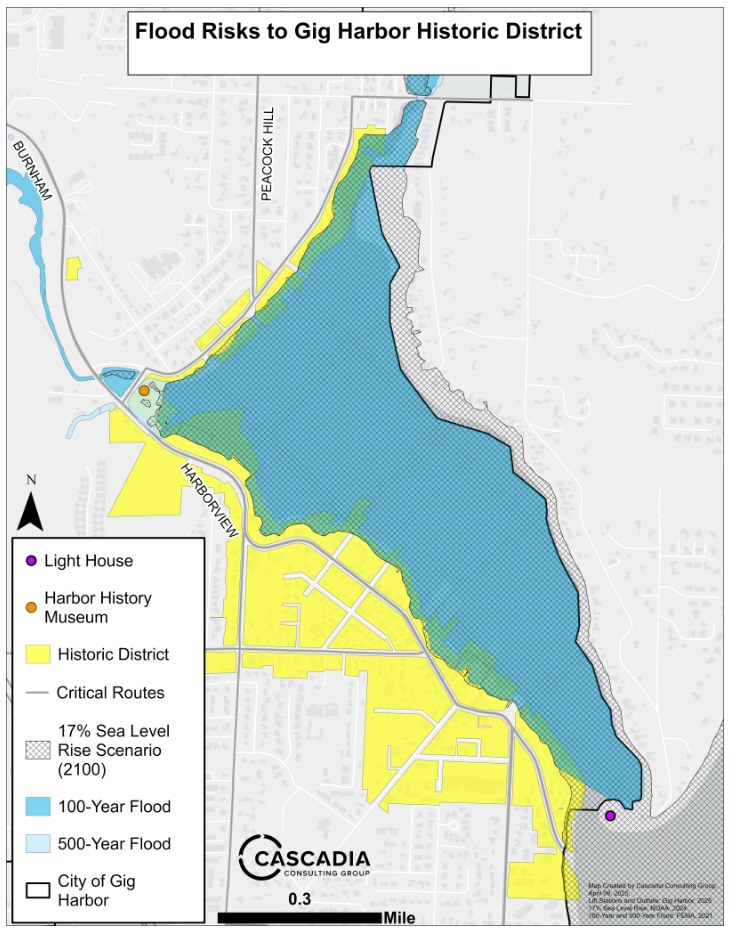 Flood Risks to Gig Harbor Historic District
PEACOCK HILL
BURNHAM
HARBORVIEW
N
Light House
Harbor History
Museum
Historic District
Critical Routes
17% Sea Level
Rise Scenario
(2100)
100-Year Flood
500-Year Flood
City of Gig
Harbor
CASCADIA
CONSULTING GROUP
0.3
Mile
Map Created by Cascadia Consulting Group,
April 09, 2025.
Lift Stations and Outfalls: Gig Harbor, 2025
17% Sea Level Rise: NOAA, 2024
100-Year and 500-Year Flood: FEMA, 2021